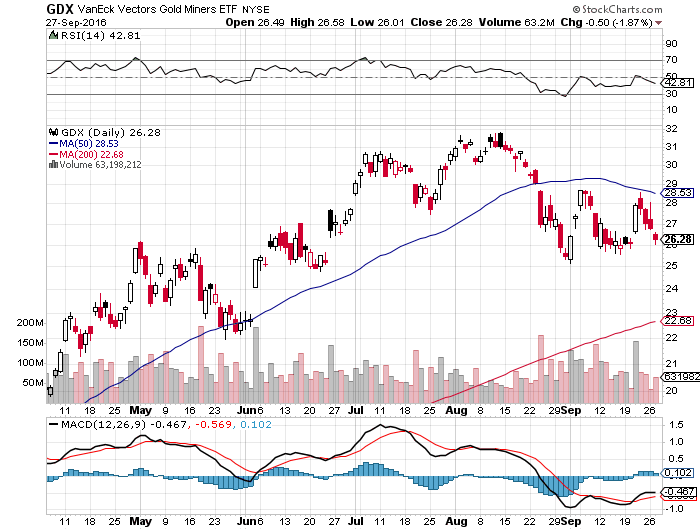 GDX VanEck Vectors Gold Miners ETF NYSE © StockCharts.com
27-Sep-2016 Open 26.49 High 26.58 Low 26.01 Close 26.28 Volume 63.2M Chg -0.50 (-1.87%)
RSI(14) 42.81
90
70
50
42.81
30
10
GDX (Daily) 26.28
MA(50) 28.53
MA(200) 22.68
Volume 63,198,212
32
31
30
29
28.53
28
27
26.28
25
24
23
22.68
22
21
20
200M
150M
100M
50M
631982
11 18 25 May 9 16 23 Jun 6 13 20 27 Jul 11 18 25 Aug 8 15 22 29 Sep 12 19 26
MACD(12,26,9) -0.467, -0.569, 0.102
1.5
1.0
0.5
0.102
-0.467
-1.0
11 18 25 May 9 16 23 Jun 6 13 20 27 Jul 11 18 25 Aug 8 15 22 29 Sep 12 19 26